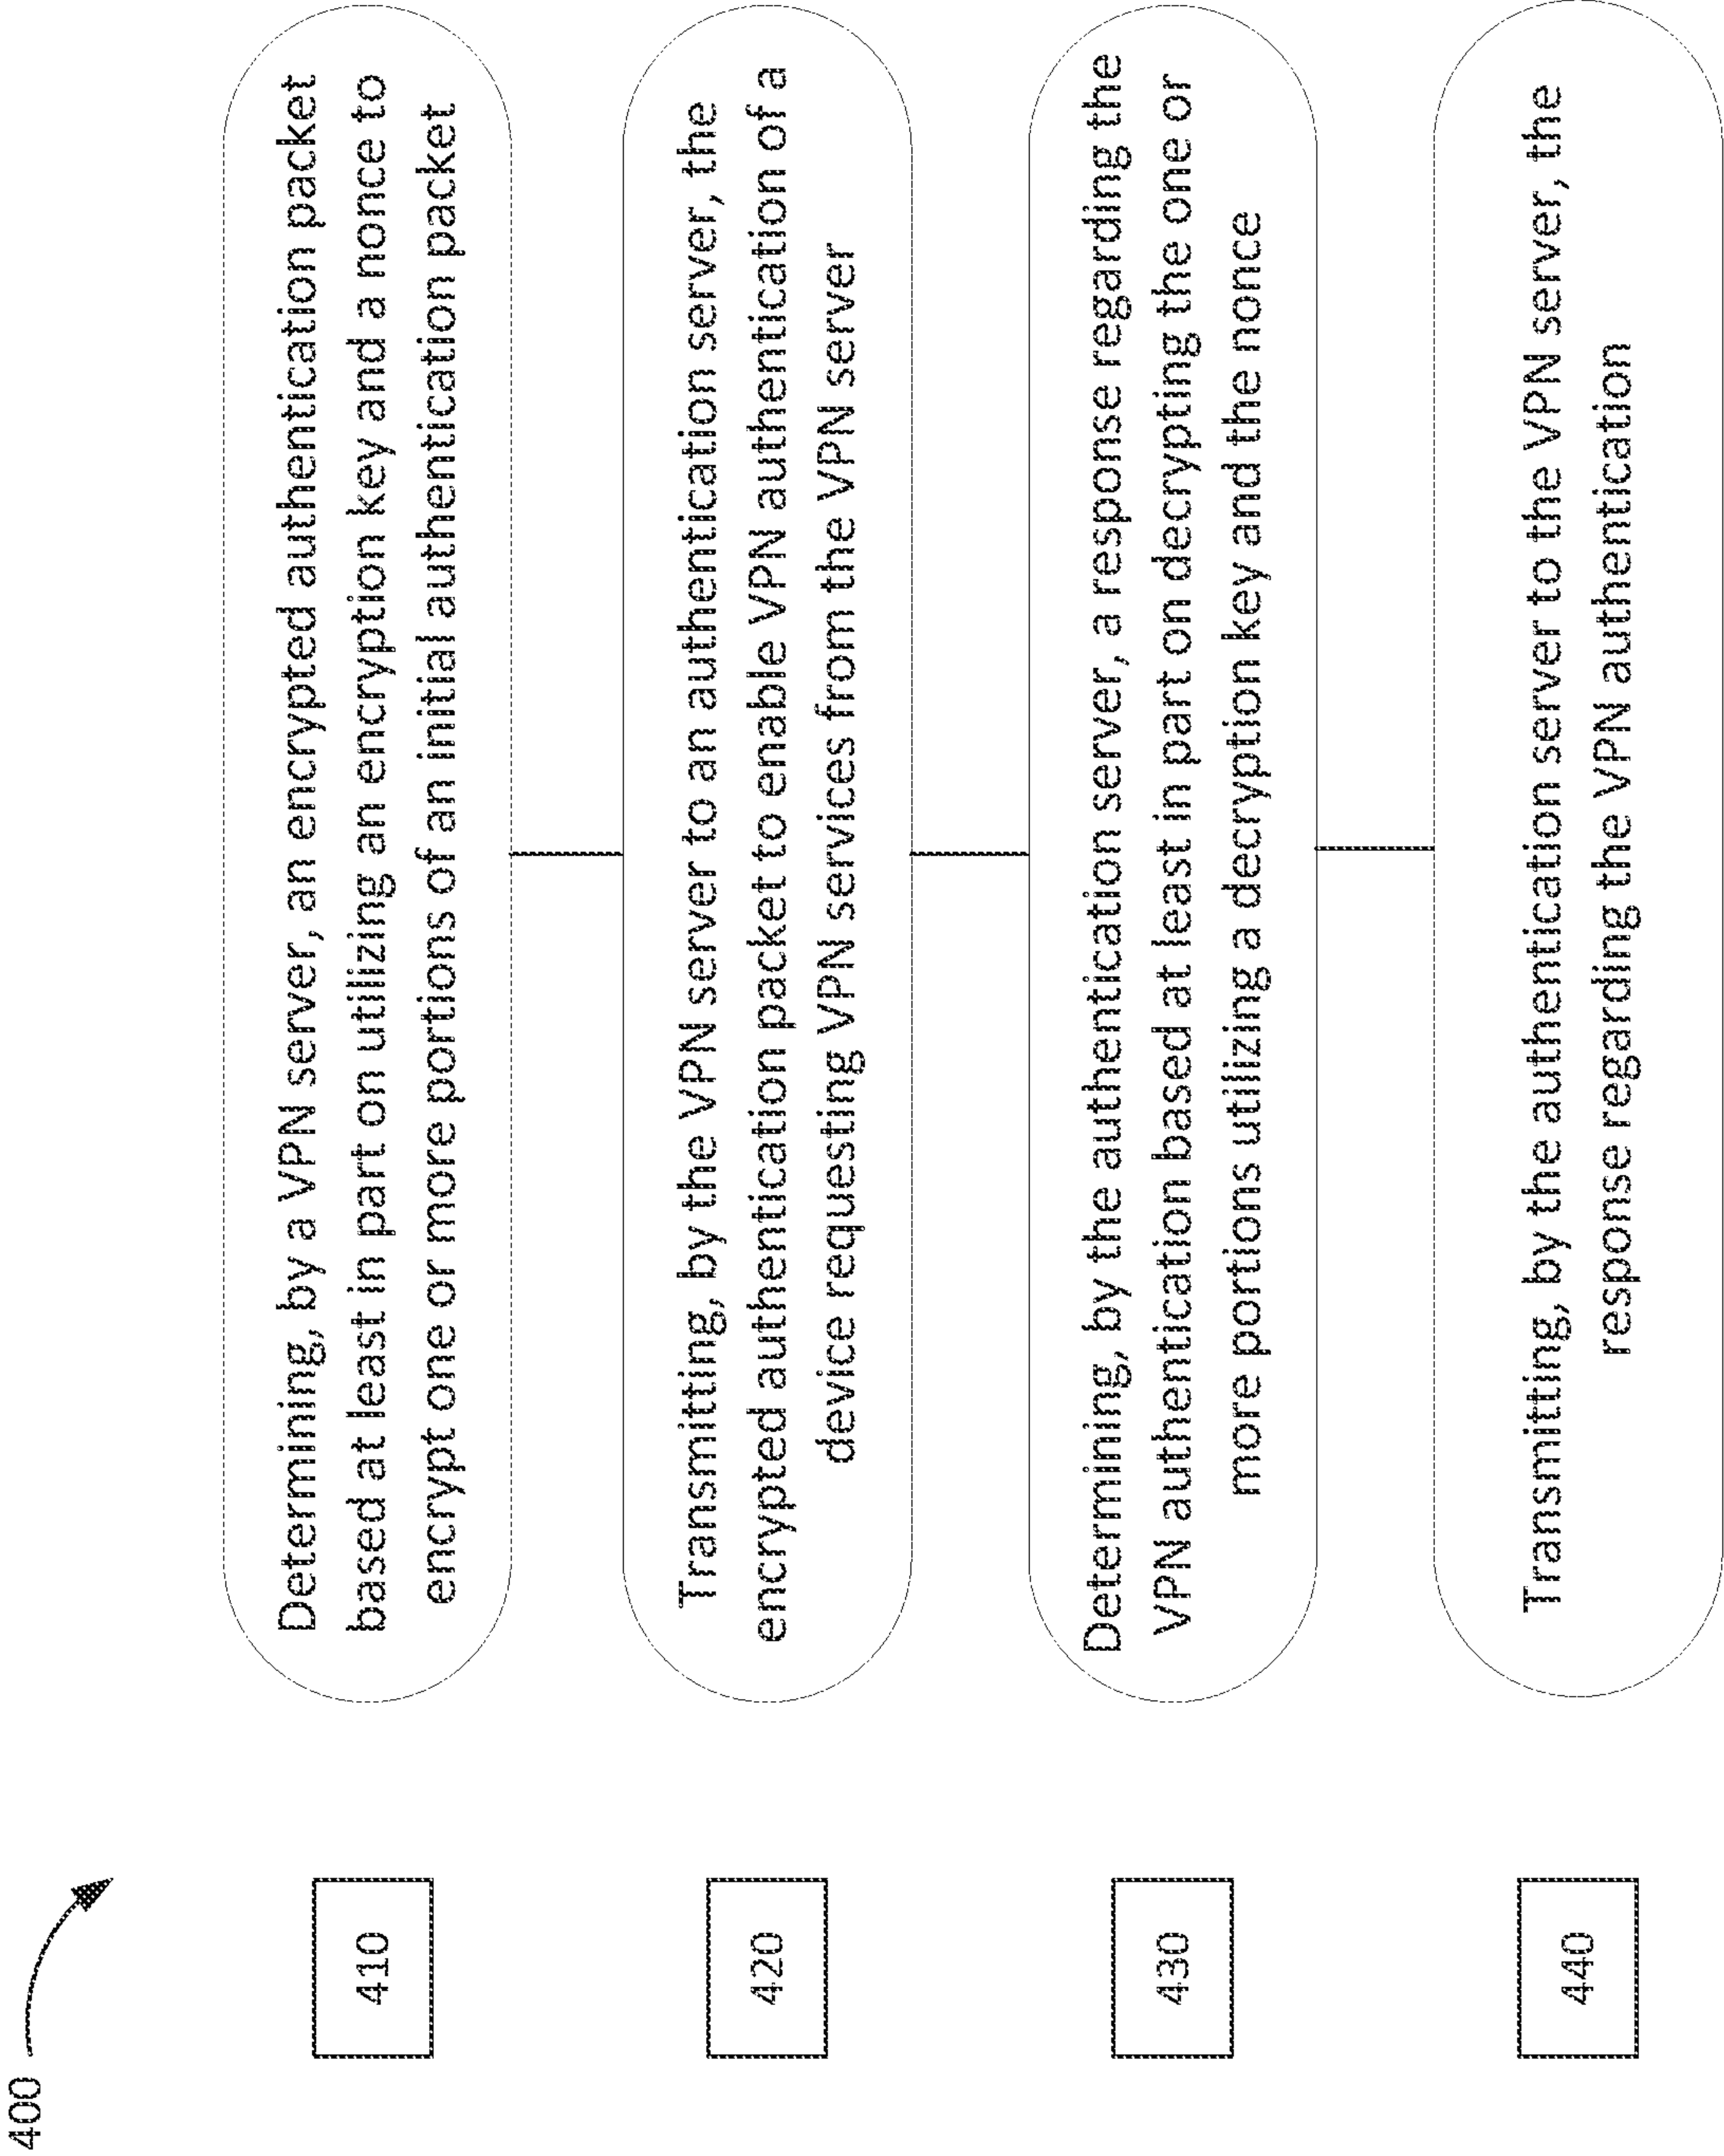 400
410
Determining, by a VPN server, an encrypted authentication packet
based at least in part on utilizing an encryption key and a nonce to
encrypt one or more portions of an initial authentication packet
420
Transmitting, by the VPN server to an authentication server, the
encrypted authentication packet to enable VPN authentication of a
device requesting VPN services from the VPN server
430
Determining, by the authentication server, a response regarding the
VPN authentication based at least in part on decrypting the one or
more portions utilizing a decryption key and the nonce
440
Transmitting, by the authentication server to the VPN server, the
response regarding the VPN authentication